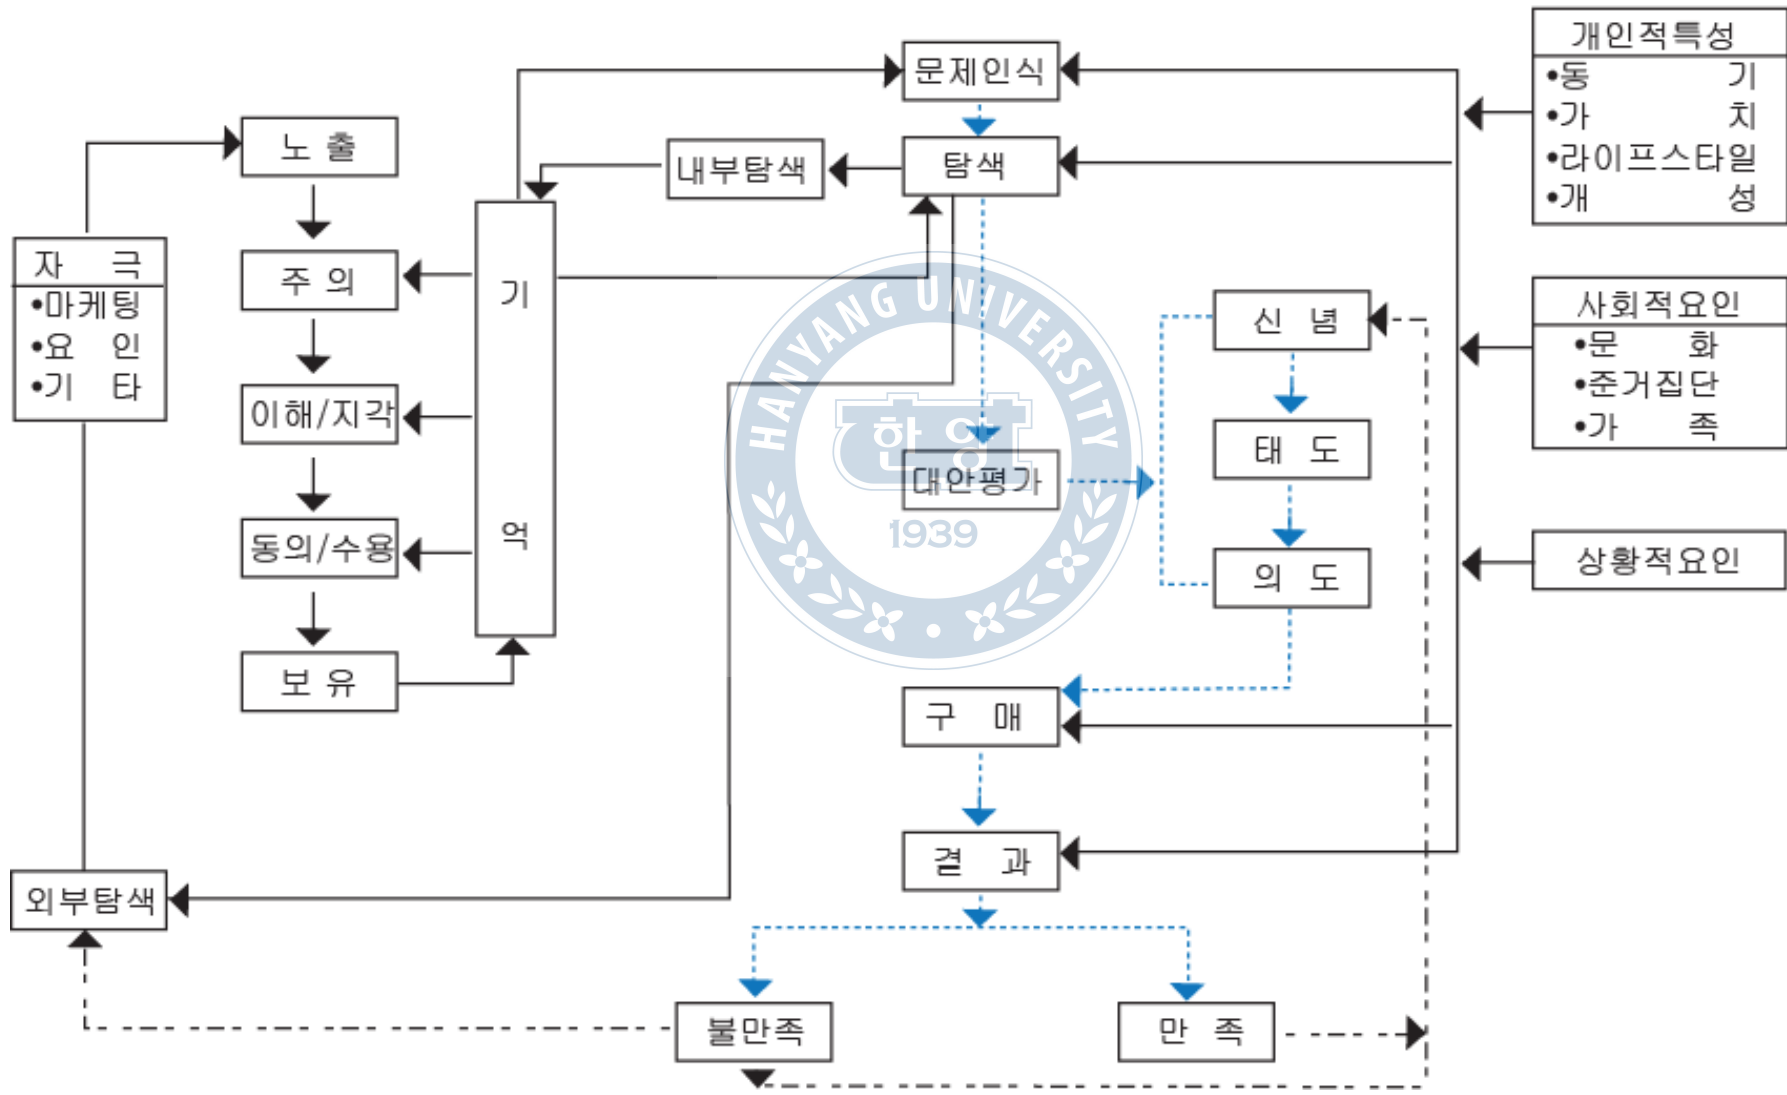 개인적특성
•동 기
•가 치
•라이프스타일
•개 성
문제인식
노 출
내부탐색
탐색
자 극
•마케팅
•요 인
•기 타
주 의
기 억
이해/지각
동의/수용
보 유
HANYANG UNIVERSITY
한양
1939
대안평가
신 념
태 도
의 도
사회적요인
•문 화
•준거집단
•가 족
상황적요인
구 매
결 과
외부탐색
불만족
만 족